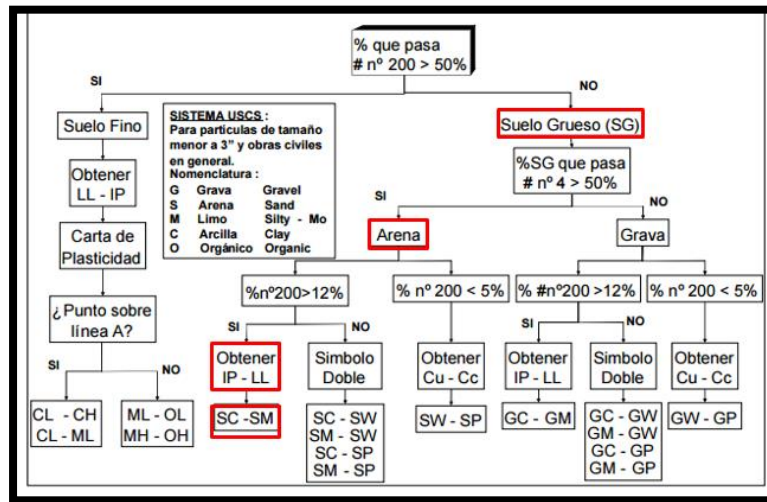 % que pasa
# nº 200 > 50%
SI
NO
Suelo Fino
SISTEMA USCS :
Para particulas de tamaño
menor a 3” y obras civiles
en general.
Nomenclatura :
G Grava Gravel
S Arena Sand
M Limo Silty - Mo
C Arcilla Clay
O Orgánico Organic
Suelo Grueso (SG)
Obtener
LL - IP
%SG que pasa
# nº 4 > 50%
SI
NO
Carta de
Plasticidad
Arena
Grava
¿Punto sobre
línea A?
%nº200>12%
% nº 200 < 5%
% #nº200 >12%
% nº 200 < 5%
SI
NO
SI
NO
SI
NO
Obtener
IP - LL
Simbolo
Doble
Obtener
Cu - Cc
Obtener
IP - LL
Simbolo
Doble
Obtener
Cu - Cc
CL - CH
CL - ML
ML - OL
MH - OH
SC -SM
SC - SW
SM - SW
SC - SP
SM - SP
SW - SP
GC - GM
GC - GW
GM - GW
GC - GP
GM - GP
GW - GP